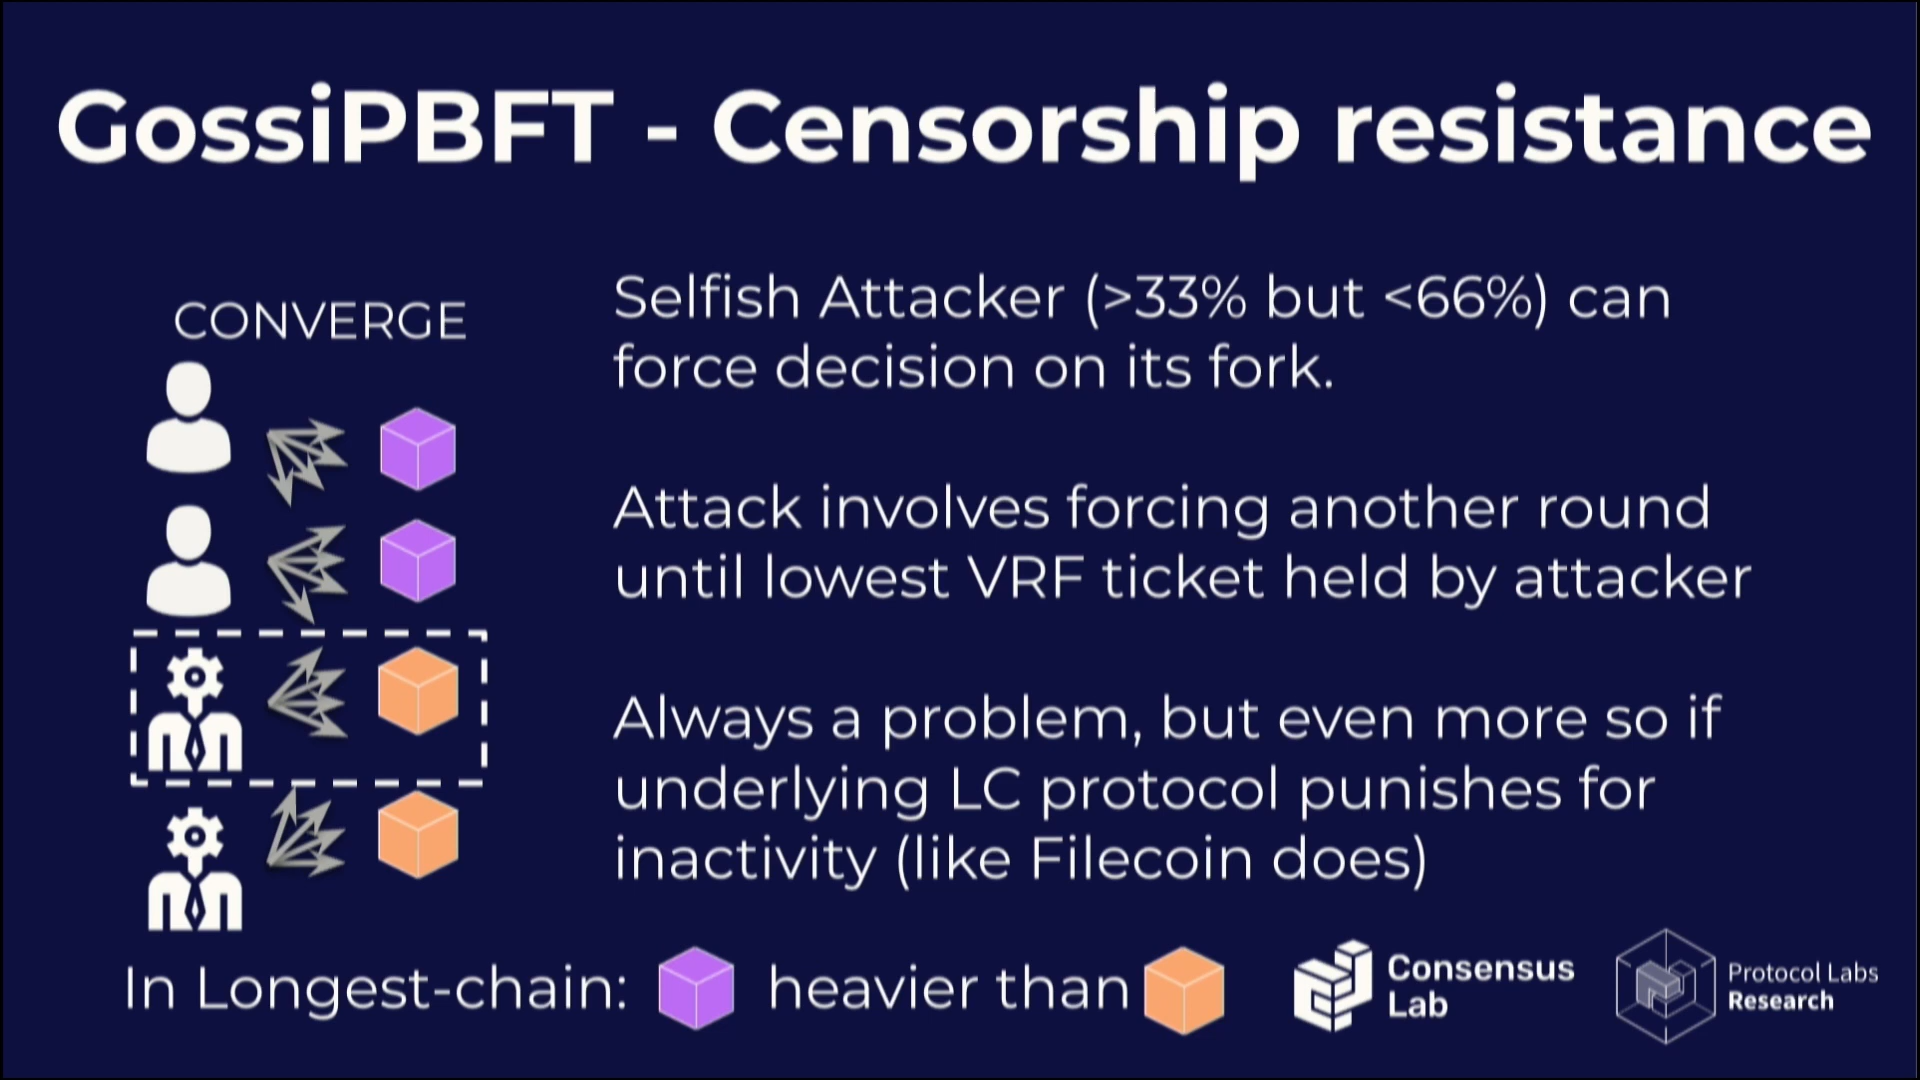 GossiPBFT - Censorship resistance
CONVERGE
Selfish Attacker (>33% but <66%) can
force decision on its fork.
Attack involves forcing another round
until lowest VRF ticket held by attacker
Always a problem, but even more so if
underlying LC protocol punishes for
inactivity (like Filecoin does)
In Longest-chain: heavier than
Consensus
Lab
Protocol Labs
Research